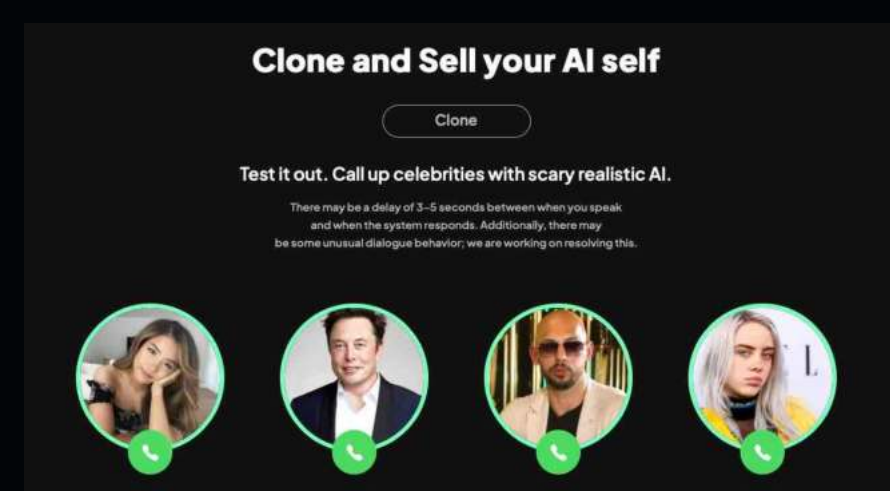 Clone and Sell your AI self
Clone
Test it out. Call up celebrities with scary realistic AI.
There may be a delay of 3–5 seconds between when you speak
and when the system responds. Additionally, there may
be some unusual dialogue behavior; we are working on resolving this.
L